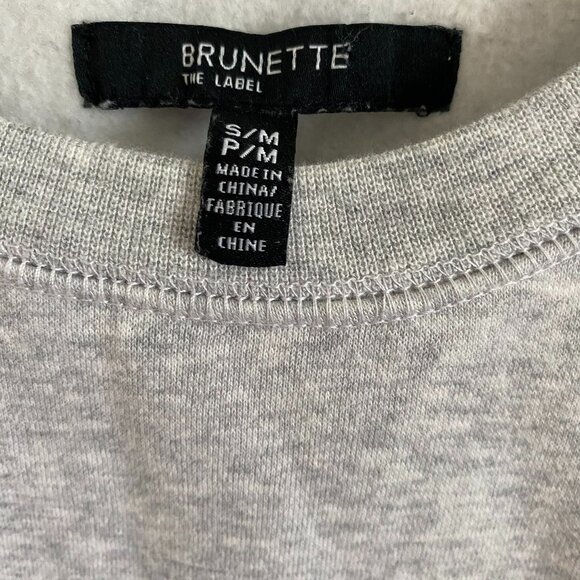 BRUNETTE
THE LABEL
S/M
P/M
MADE IN
CHINA/
FABRIQUE
EN
CHINE